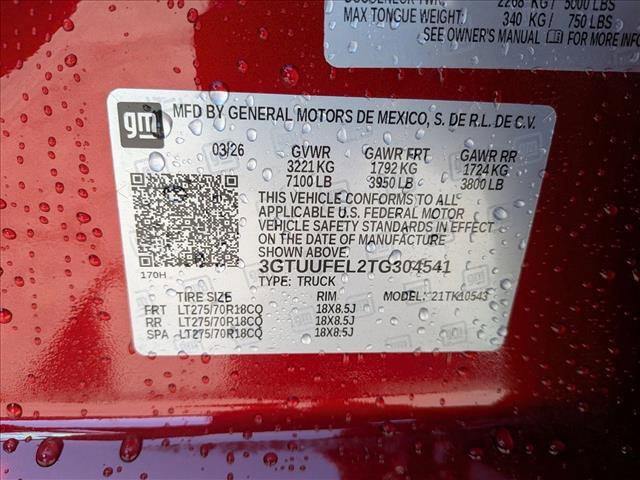 2268 KG / 5000 LBS
MAX TONGUE WEIGHT: 340 KG / 750 LBS
SEE OWNER'S MANUAL FOR MORE INFO
gm
MFD BY GENERAL MOTORS DE MEXICO, S. DE R.L. DE C.V.
03/26 GVWR GAWR FRT GAWR RR
3221 KG 1792 KG 1724 KG
7100 LB 3950 LB 3800 LB
THIS VEHICLE CONFORMS TO ALL
APPLICABLE U.S. FEDERAL MOTOR
VEHICLE SAFETY STANDARDS IN EFFECT
ON THE DATE OF MANUFACTURE
SHOWN ABOVE.
170H 3GTUUFEL2TG304541
TYPE: TRUCK
TIRE SIZE RIM MODEL: 21TK10543
FRT LT275/70R18CQ 18X8.5J
RR LT275/70R18CQ 18X8.5J
SPA LT275/70R18CQ 18X8.5J